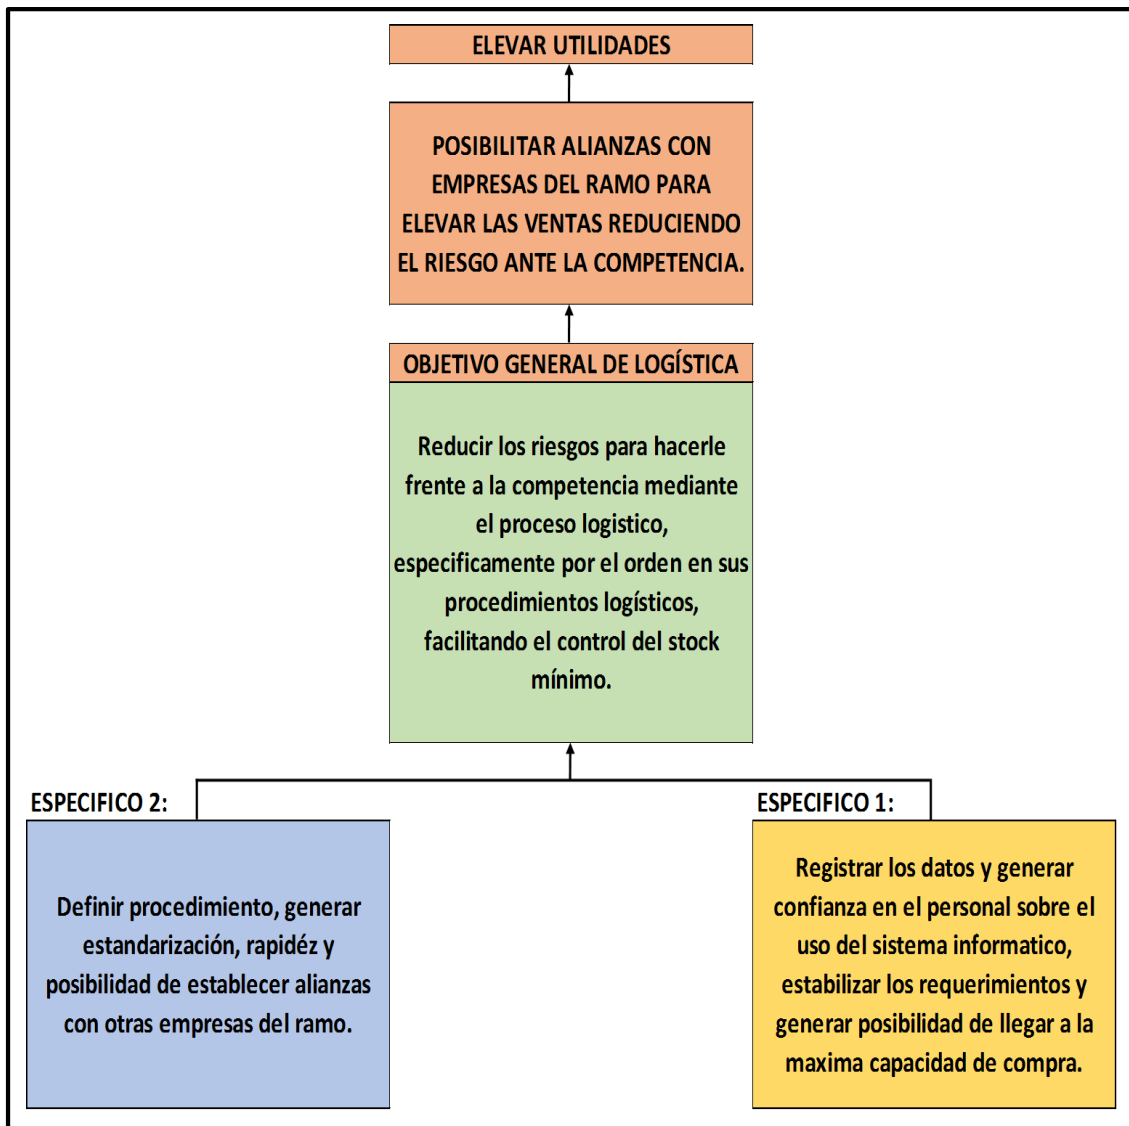 ELEVAR UTILIDADES
POSIBILITAR ALIANZAS CON
EMPRESAS DEL RAMO PARA
ELEVAR LAS VENTAS REDUCIENDO
EL RIESGO ANTE LA COMPETENCIA.
OBJETIVO GENERAL DE LOGÍSTICA
Reducir los riesgos para hacerle
frente a la competencia mediante
el proceso logistico,
especificamente por el orden en sus
procedimientos logísticos,
facilitando el control del stock
mínimo.
ESPECIFICO 2:
Definir procedimiento, generar
estandarización, rapidéz y
posibilidad de establecer alianzas
con otras empresas del ramo.
ESPECIFICO 1:
Registrar los datos y generar
confianza en el personal sobre el
uso del sistema informatico,
estabilizar los requerimientos y
generar posibilidad de llegar a la
maxima capacidad de compra.